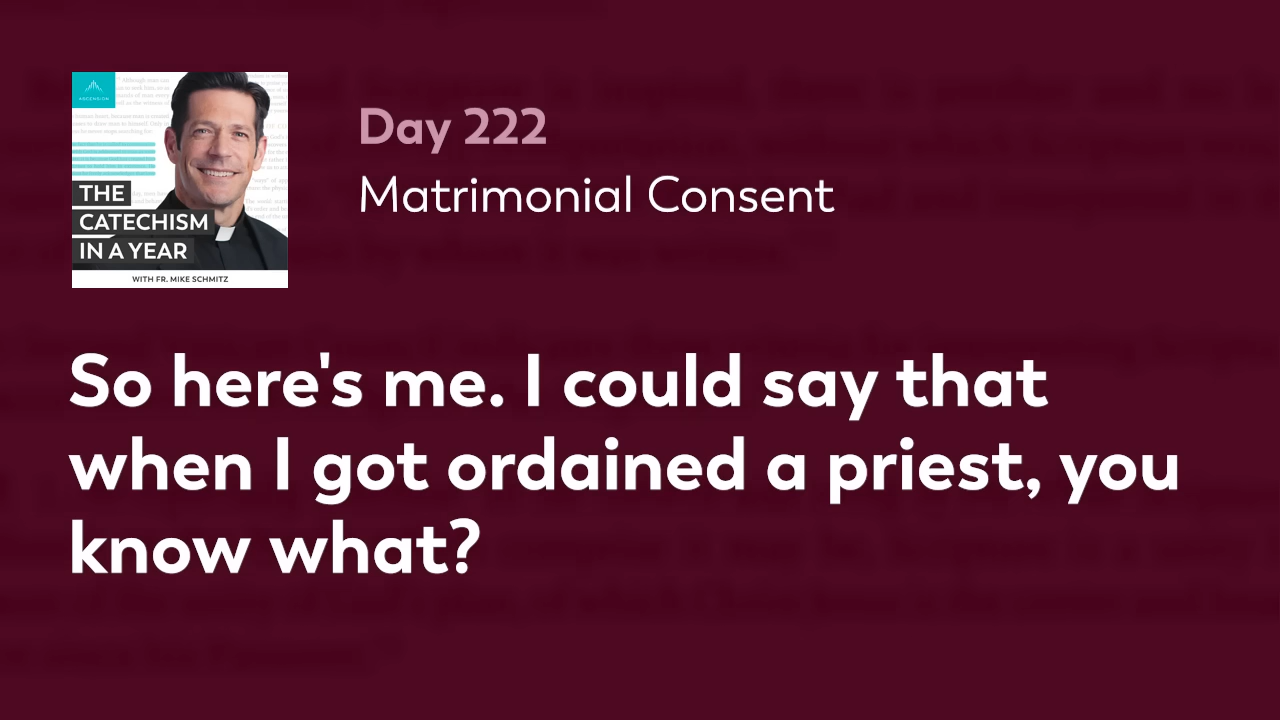 ASCENSION
THE
CATECHISM
IN A YEAR
WITH FR. MIKE SCHMITZ
Day 222
Matrimonial Consent
So here's me. I could say that
when I got ordained a priest, you
know what?